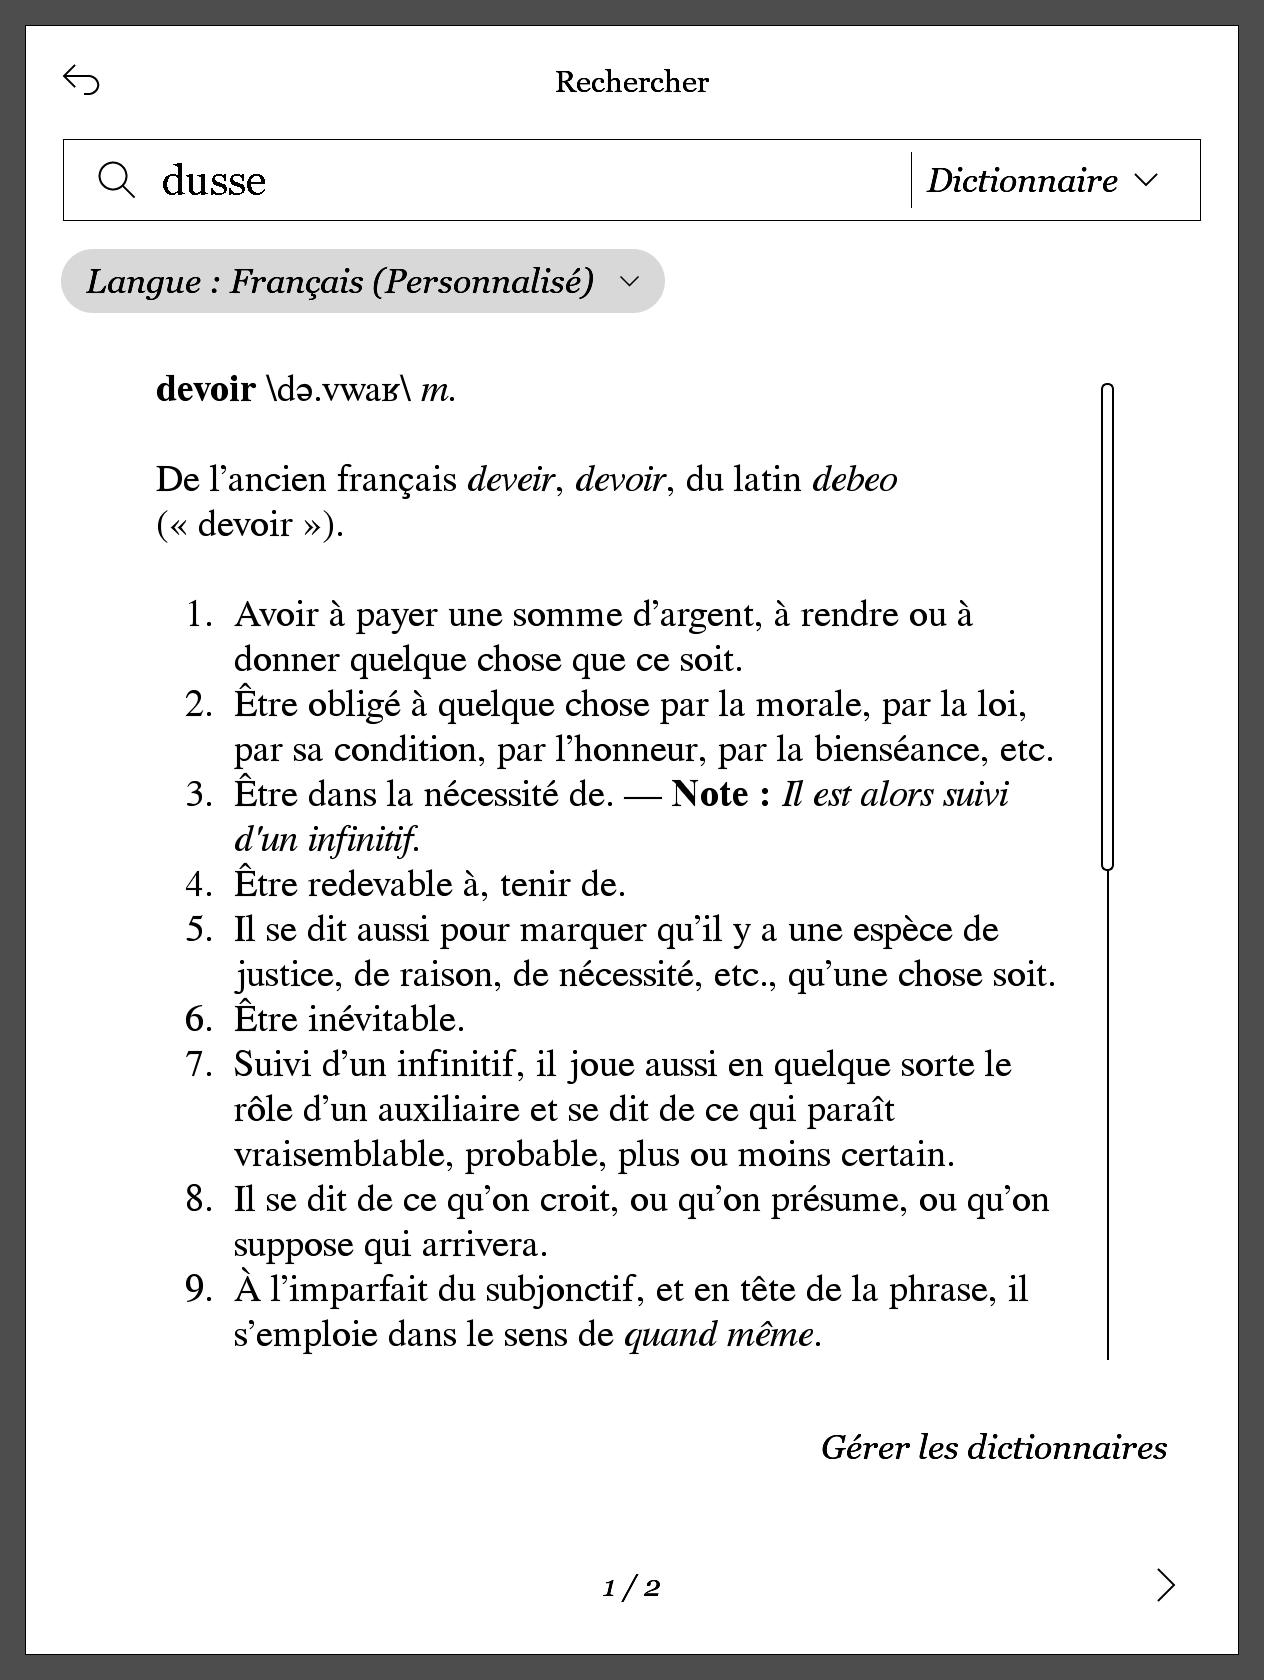 Rechercher
dusse
Dictionnaire
Langue : Français (Personnalisé)
devoir \də.vwaʁ\ m.
De l’ancien français deveir, devoir, du latin debeo
(« devoir »).
1. Avoir à payer une somme d’argent, à rendre ou à
donner quelque chose que ce soit.
2. Être obligé à quelque chose par la morale, par la loi,
par sa condition, par l’honneur, par la bienséance, etc.
3. Être dans la nécessité de. — Note : Il est alors suivi
d'un infinitif.
4. Être redevable à, tenir de.
5. Il se dit aussi pour marquer qu’il y a une espèce de
justice, de raison, de nécessité, etc., qu’une chose soit.
6. Être inévitable.
7. Suivi d’un infinitif, il joue aussi en quelque sorte le
rôle d’un auxiliaire et se dit de ce qui paraît
vraisemblable, probable, plus ou moins certain.
8. Il se dit de ce qu’on croit, ou qu’on présume, ou qu’on
suppose qui arrivera.
9. À l’imparfait du subjonctif, et en tête de la phrase, il
s’emploie dans le sens de quand même.
Gérer les dictionnaires
1 / 2